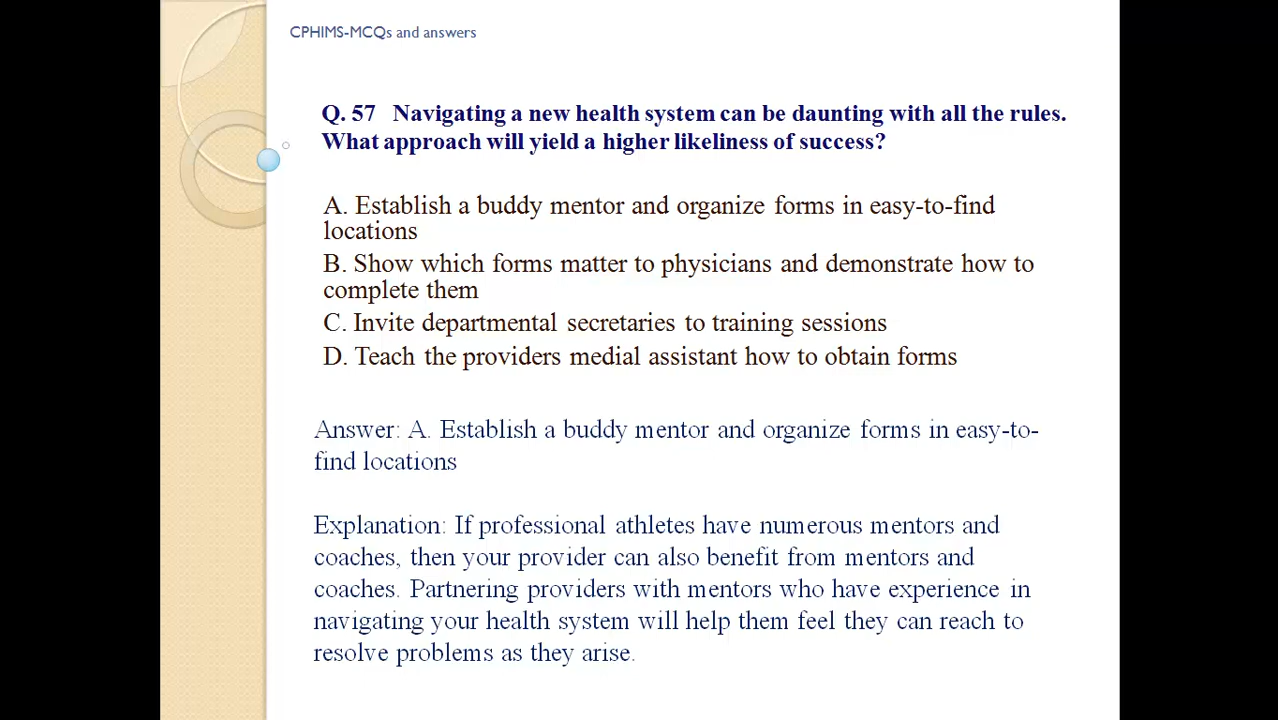 CPHIMS-MCQs and answers
Q. 57 Navigating a new health system can be daunting with all the rules.
What approach will yield a higher likeliness of success?
A. Establish a buddy mentor and organize forms in easy-to-find
locations
B. Show which forms matter to physicians and demonstrate how to
complete them
C. Invite departmental secretaries to training sessions
D. Teach the providers medial assistant how to obtain forms
Answer: A. Establish a buddy mentor and organize forms in easy-to-
find locations
Explanation: If professional athletes have numerous mentors and
coaches, then your provider can also benefit from mentors and
coaches. Partnering providers with mentors who have experience in
navigating your health system will help them feel they can reach to
resolve problems as they arise.